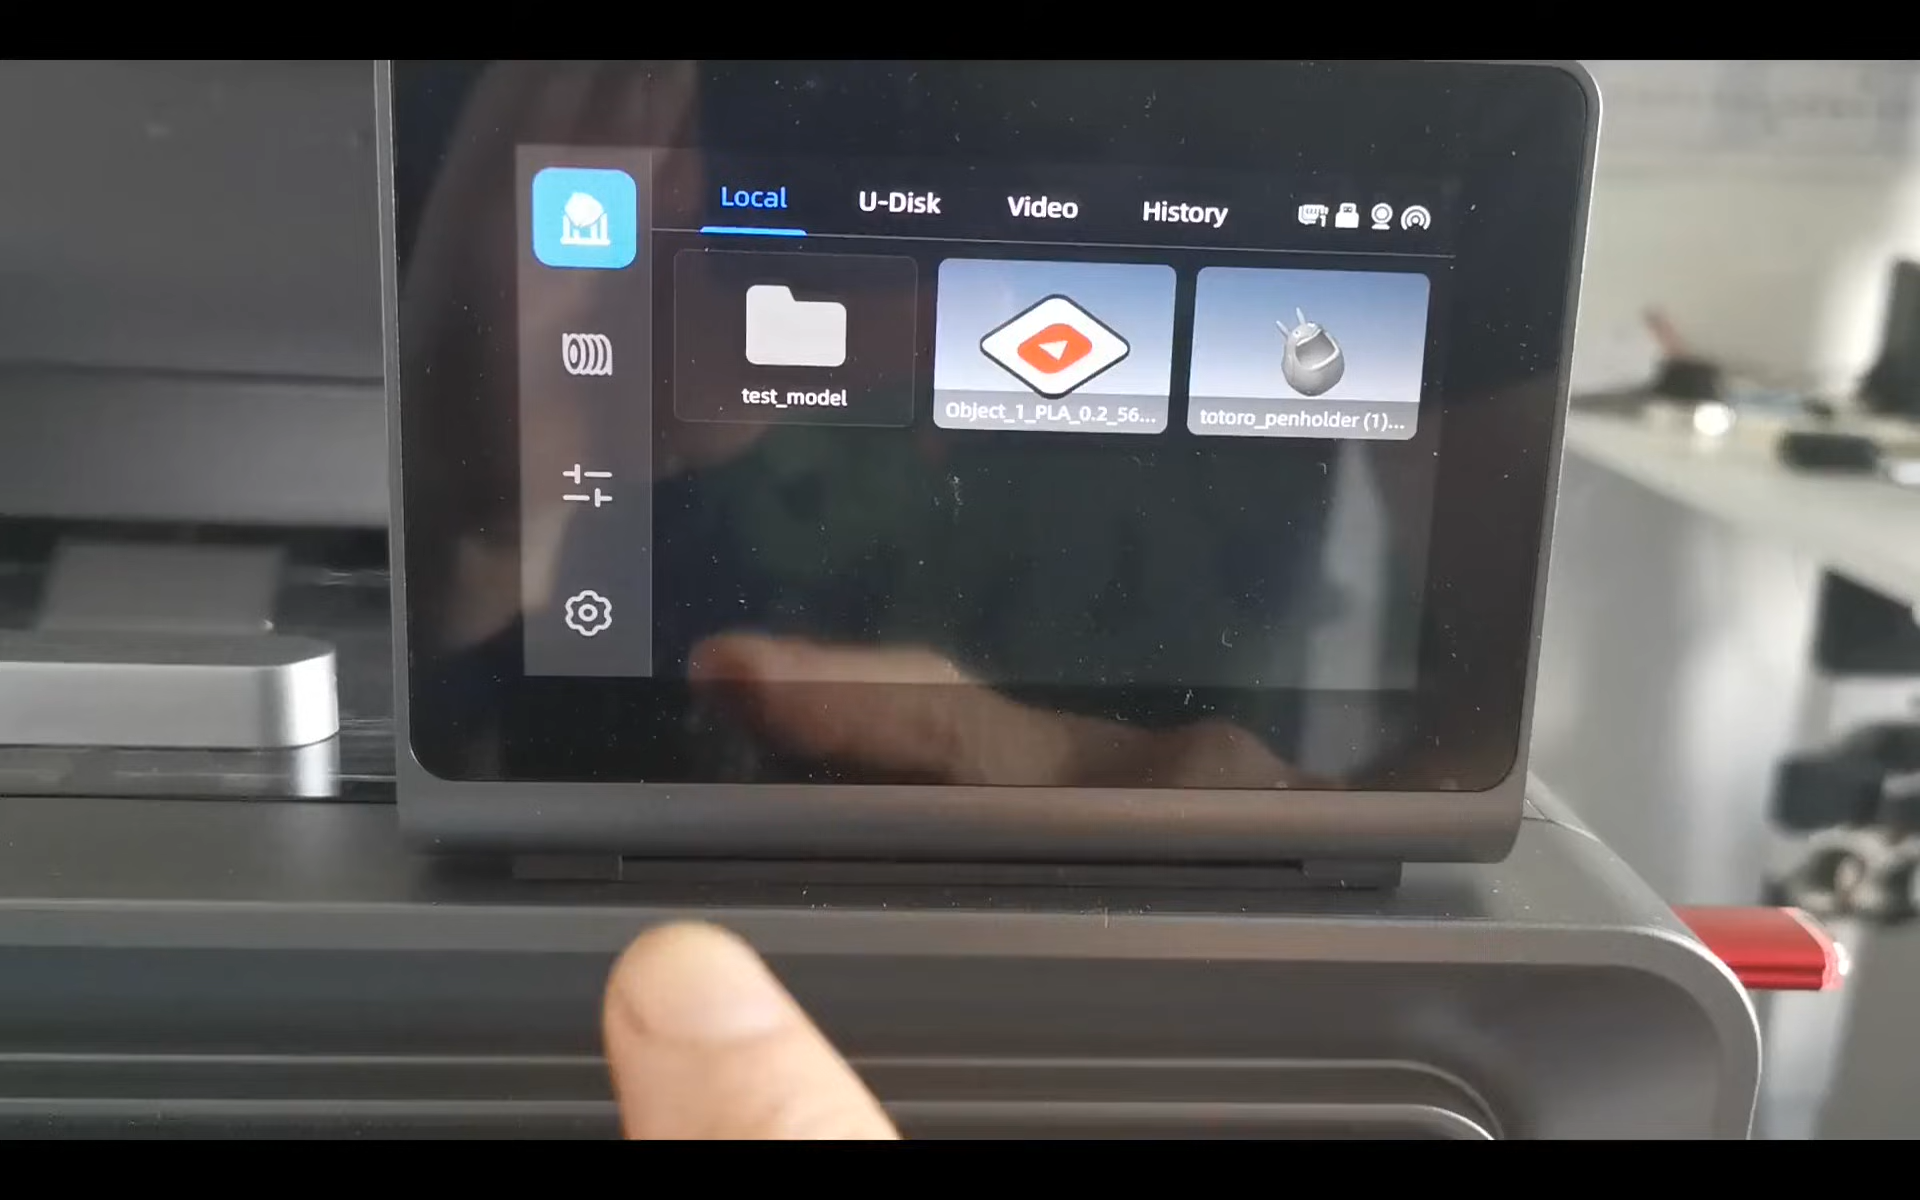 Local U-Disk Video History
test_model
Object_1_PLA_0.2_56...
totoro_penholder (1)...